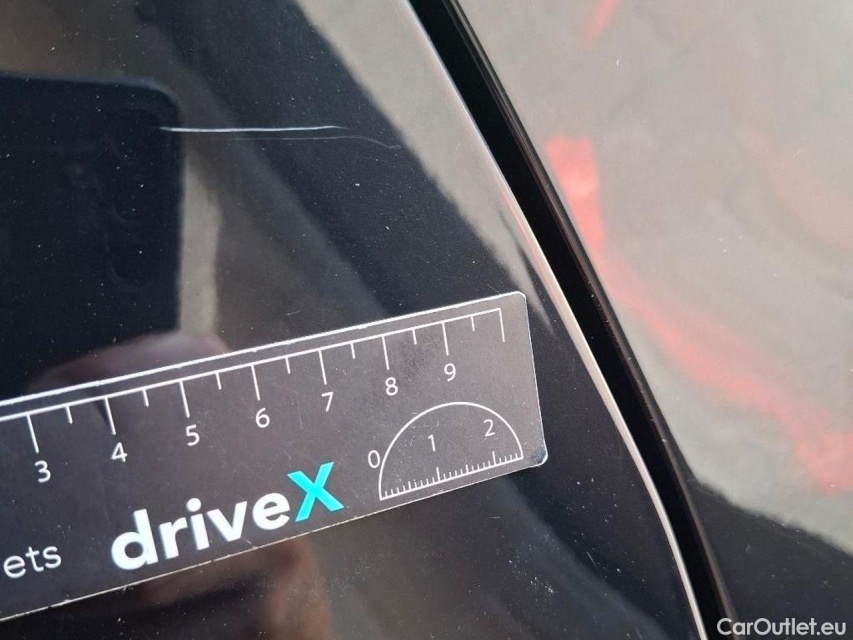 3 4 5 6 7 8 9
0 1 2
ets driveX
CarOutlet.eu